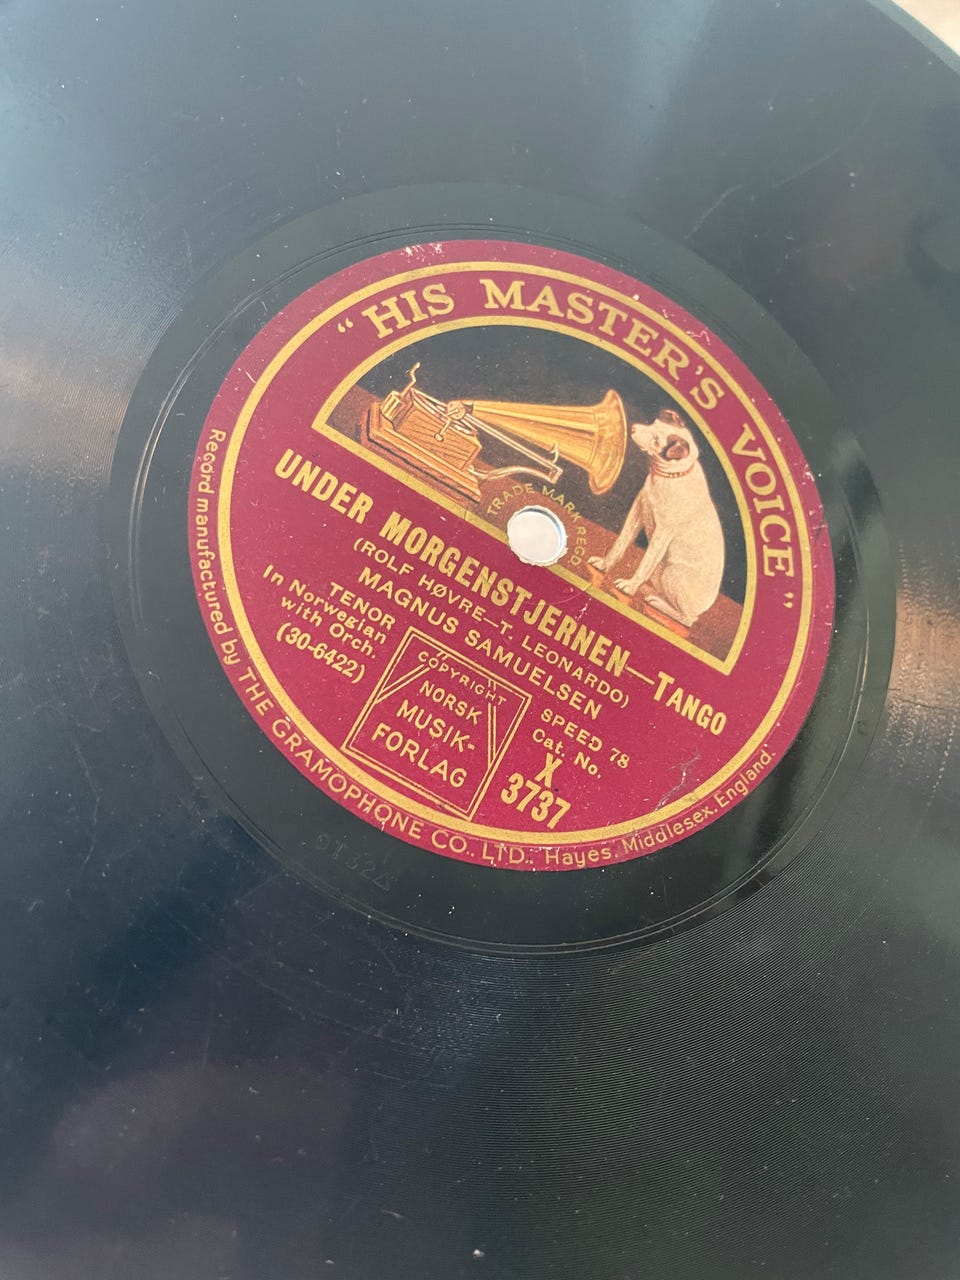 "HIS MASTER'S VOICE"
TRADE MARK REGD
UNDER MORGENSTJERNEN—TANGO
(ROLF HØVRE—T. LEONARDO)
MAGNUS SAMUELSEN
TENOR
In Norwegian
with Orch.
(30-6422)
COPYRIGHT
NORSK
MUSIK-
FORLAG
SPEED 78
Cat. No.
X
3737
Record manufactured by THE GRAMOPHONE CO., LTD., Hayes, Middlesex, England.